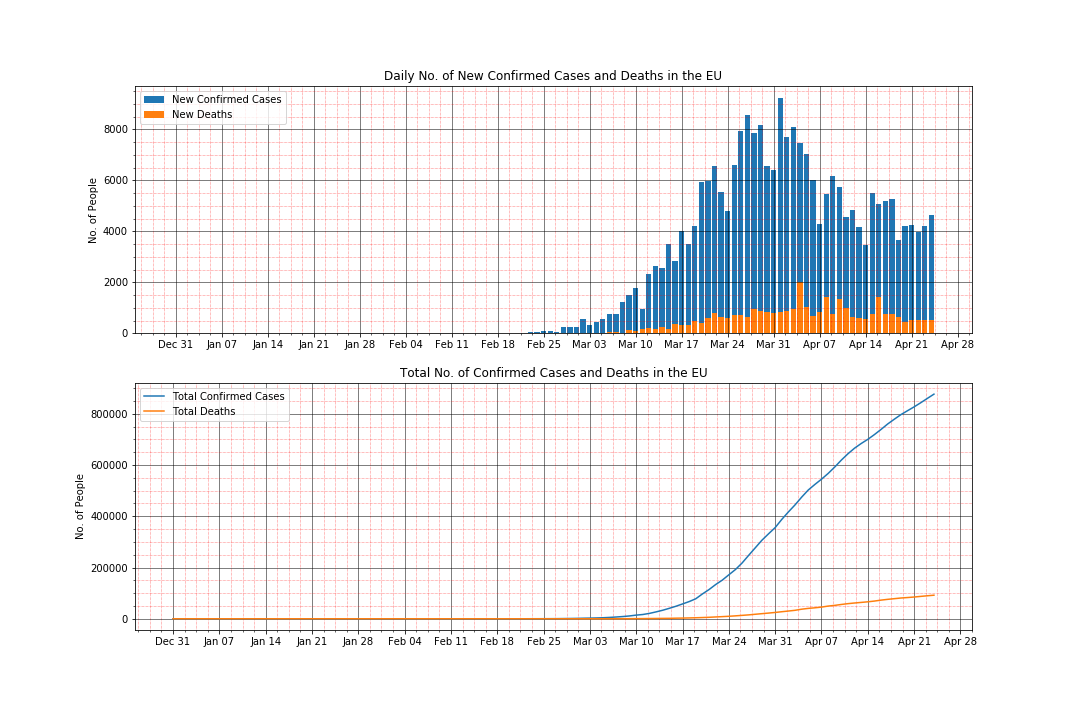 Daily No. of New Confirmed Cases and Deaths in the EU
New Confirmed Cases
New Deaths
8000
6000
4000
2000
0
No. of People
Dec 31 Jan 07 Jan 14 Jan 21 Jan 28 Feb 04 Feb 11 Feb 18 Feb 25 Mar 03 Mar 10 Mar 17 Mar 24 Mar 31 Apr 07 Apr 14 Apr 21 Apr 28
Total No. of Confirmed Cases and Deaths in the EU
Total Confirmed Cases
Total Deaths
800000
600000
400000
200000
0
No. of People
Dec 31 Jan 07 Jan 14 Jan 21 Jan 28 Feb 04 Feb 11 Feb 18 Feb 25 Mar 03 Mar 10 Mar 17 Mar 24 Mar 31 Apr 07 Apr 14 Apr 21 Apr 28